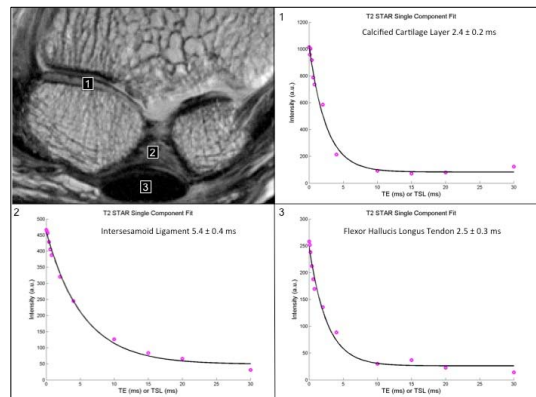 1
2
3
1
T2 STAR Single Component Fit
Calcified Cartilage Layer 2.4 ± 0.2 ms
Intensity (a.u.)
1200
1000
800
600
400
200
0
0 5 10 15 20 25 30
TE (ms) or TSL (ms)
2
T2 STAR Single Component Fit
Intersesamoid Ligament 5.4 ± 0.4 ms
Intensity (a.u.)
500
450
400
350
300
250
200
150
100
50
0
0 5 10 15 20 25 30
TE (ms) or TSL (ms)
3
T2 STAR Single Component Fit
Flexor Hallucis Longus Tendon 2.5 ± 0.3 ms
Intensity (a.u.)
300
250
200
150
100
50
0
0 5 10 15 20 25 30
TE (ms) or TSL (ms)